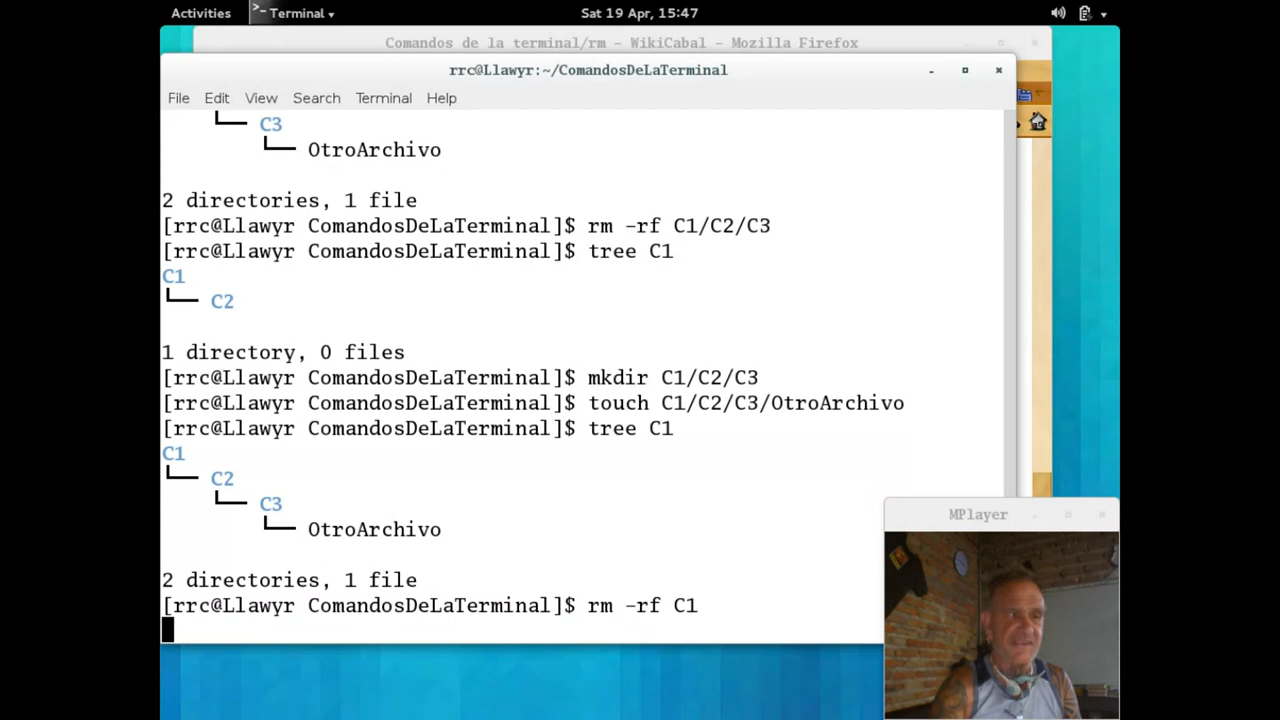 Activities
Terminal
Sat 19 Apr, 15:47
Comandos de la terminal/rm - WikiCabal - Mozilla Firefox
rrc@Llawyr:~/ComandosDeLaTerminal
File Edit View Search Terminal Help
└── C3
└── OtroArchivo
2 directories, 1 file
[rrc@Llawyr ComandosDeLaTerminal]$ rm -rf C1/C2/C3
[rrc@Llawyr ComandosDeLaTerminal]$ tree C1
C1
└── C2
1 directory, 0 files
[rrc@Llawyr ComandosDeLaTerminal]$ mkdir C1/C2/C3
[rrc@Llawyr ComandosDeLaTerminal]$ touch C1/C2/C3/OtroArchivo
[rrc@Llawyr ComandosDeLaTerminal]$ tree C1
C1
└── C2
└── C3
└── OtroArchivo
2 directories, 1 file
[rrc@Llawyr ComandosDeLaTerminal]$ rm -rf C1
MPlayer